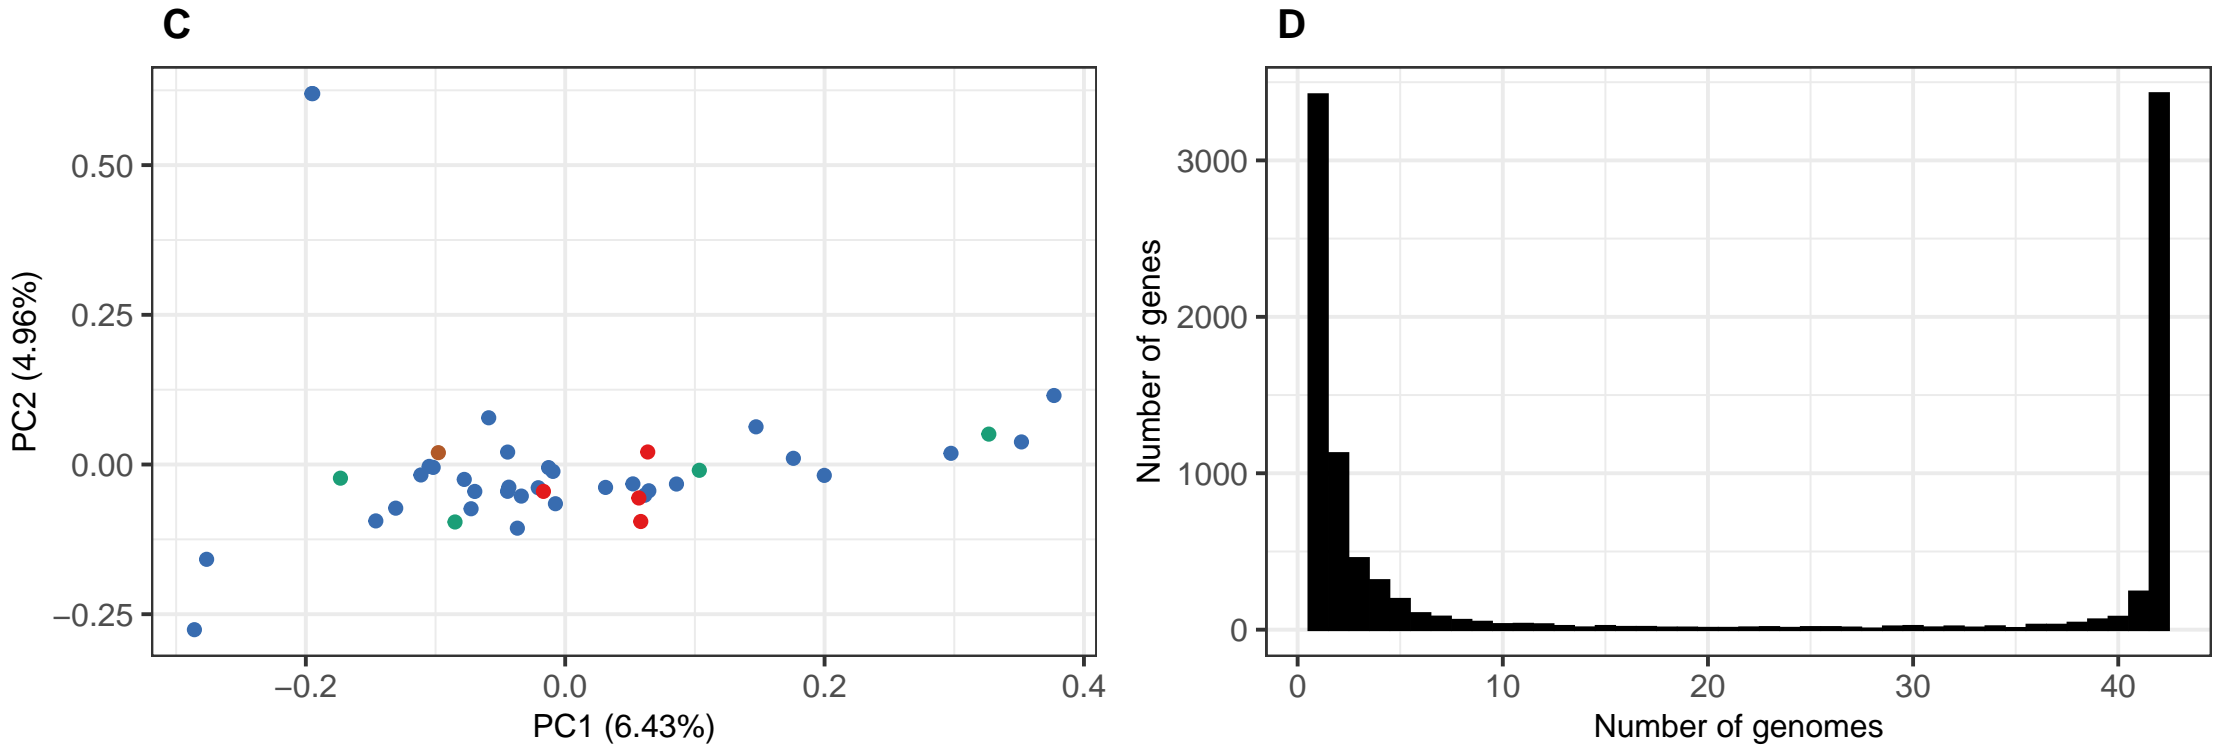 C
0.50
0.25
0.00
−0.25
PC2 (4.96%)
−0.2
0.0
0.2
0.4
PC1 (6.43%)
D
3000
2000
1000
0
Number of genes
0
10
20
30
40
Number of genomes